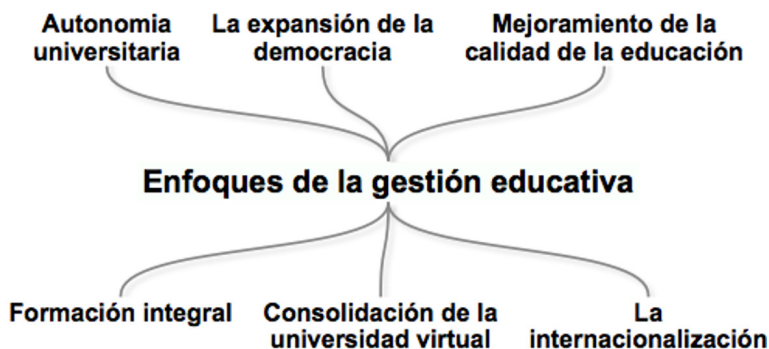 Autonomia
universitaria
La expansión de la
democracia
Mejoramiento de la
calidad de la educación
Enfoques de la gestión educativa
Formación integral
Consolidación de la
universidad virtual
La
internacionalización